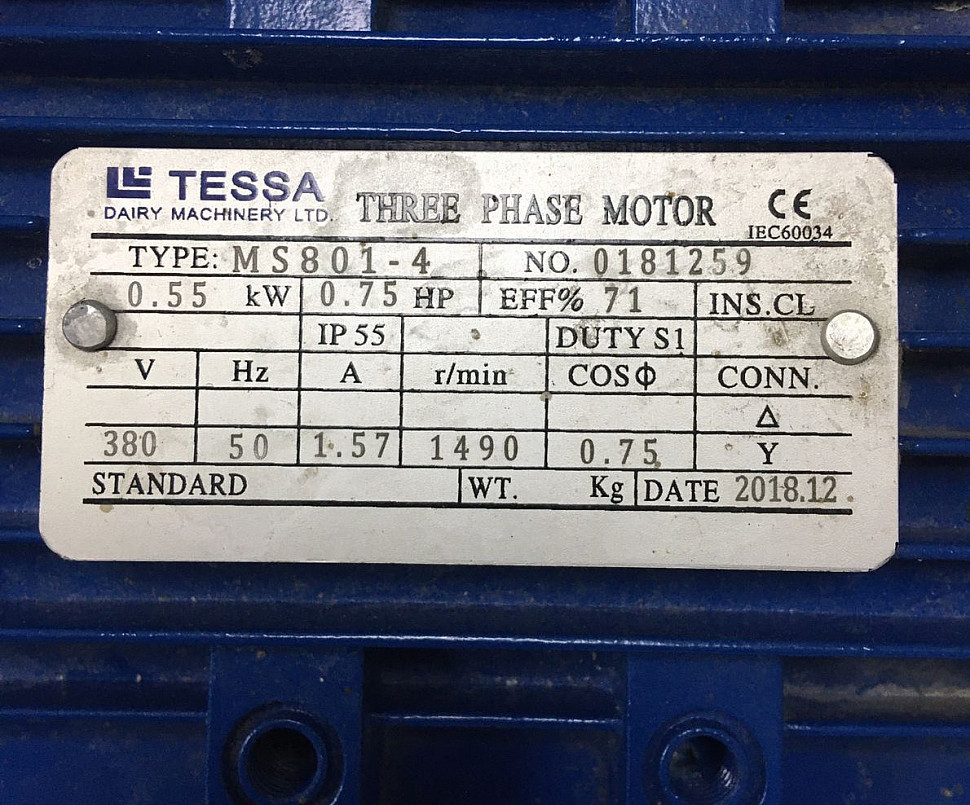 TESSA
DAIRY MACHINERY LTD. THREE PHASE MOTOR CE
IEC60034
TYPE: MS801-4 NO. 0181259
0.55 kW 0.75 HP EFF% 71 INS.CL
IP 55 DUTY S1
V Hz A r/min COSΦ CONN.
Δ
380 50 1.57 1490 0.75 Y
STANDARD WT. Kg DATE 2018.12